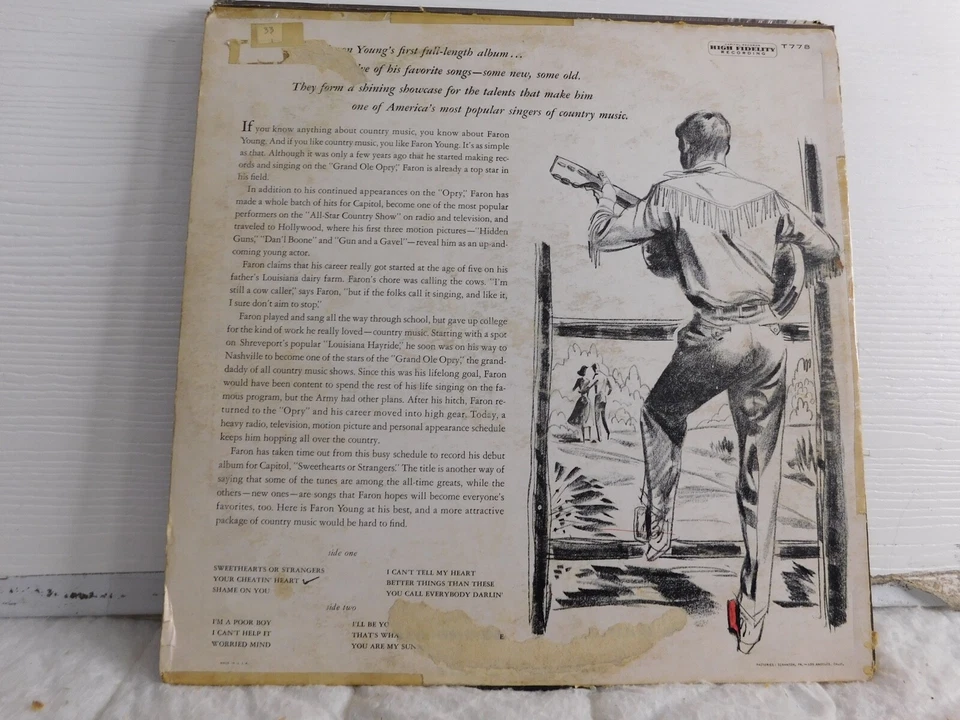 33
n Young's first full-length album...
of his favorite songs—some new, some old.
They form a shining showcase for the talents that make him
one of America's most popular singers of country music.
HIGH FIDELITY
RECORDING
T778
If you know anything about country music, you know about Faron
Young. And if you like country music, you like Faron Young. It's as simple
as that. Although it was only a few years ago that he started making rec-
ords and singing on the "Grand Ole Opry," Faron is already a top star in
his field.
In addition to his continued appearances on the "Opry," Faron has
made a whole batch of hits for Capitol, become one of the most popular
performers on the "All-Star Country Show" on radio and television, and
traveled to Hollywood, where his first three motion pictures—"Hidden
Guns," "Dan'l Boone" and "Gun and a Gavel"—reveal him as an up-and-
coming young actor.
Faron claims that his career really got started at the age of five on his
father's Louisiana dairy farm. Faron's chore was calling the cows. "I'm
still a cow caller," says Faron, "but if the folks call it singing, and like it,
I sure don't aim to stop."
Faron played and sang all the way through school, but gave up college
for the kind of work he really loved—country music. Starting with a spot
on Shreveport's popular "Louisiana Hayride," he soon was on his way to
Nashville to become one of the stars of the "Grand Ole Opry," the grand-
daddy of all country music shows. Since this was his lifelong goal, Faron
would have been content to spend the rest of his life singing on the fa-
mous program, but the Army had other plans. After his hitch, Faron re-
turned to the "Opry" and his career moved into high gear. Today, a
heavy radio, television, motion picture and personal appearance schedule
keeps him hopping all over the country.
Faron has taken time out from this busy schedule to record his debut
album for Capitol, "Sweethearts or Strangers." The title is another way of
saying that some of the tunes are among the all-time greats, while the
others—new ones—are songs that Faron hopes will become everyone's
favorites, too. Here is Faron Young at his best, and a more attractive
package of country music would be hard to find.
side one
SWEETHEARTS OR STRANGERS
YOUR CHEATIN' HEART ✓
SHAME ON YOU
I CAN'T TELL MY HEART
BETTER THINGS THAN THESE
YOU CALL EVERYBODY DARLIN'
side two
I'M A POOR BOY
I CAN'T HELP IT
WORRIED MIND
I'LL BE YO
THAT'S WHA E
YOU ARE MY SUN